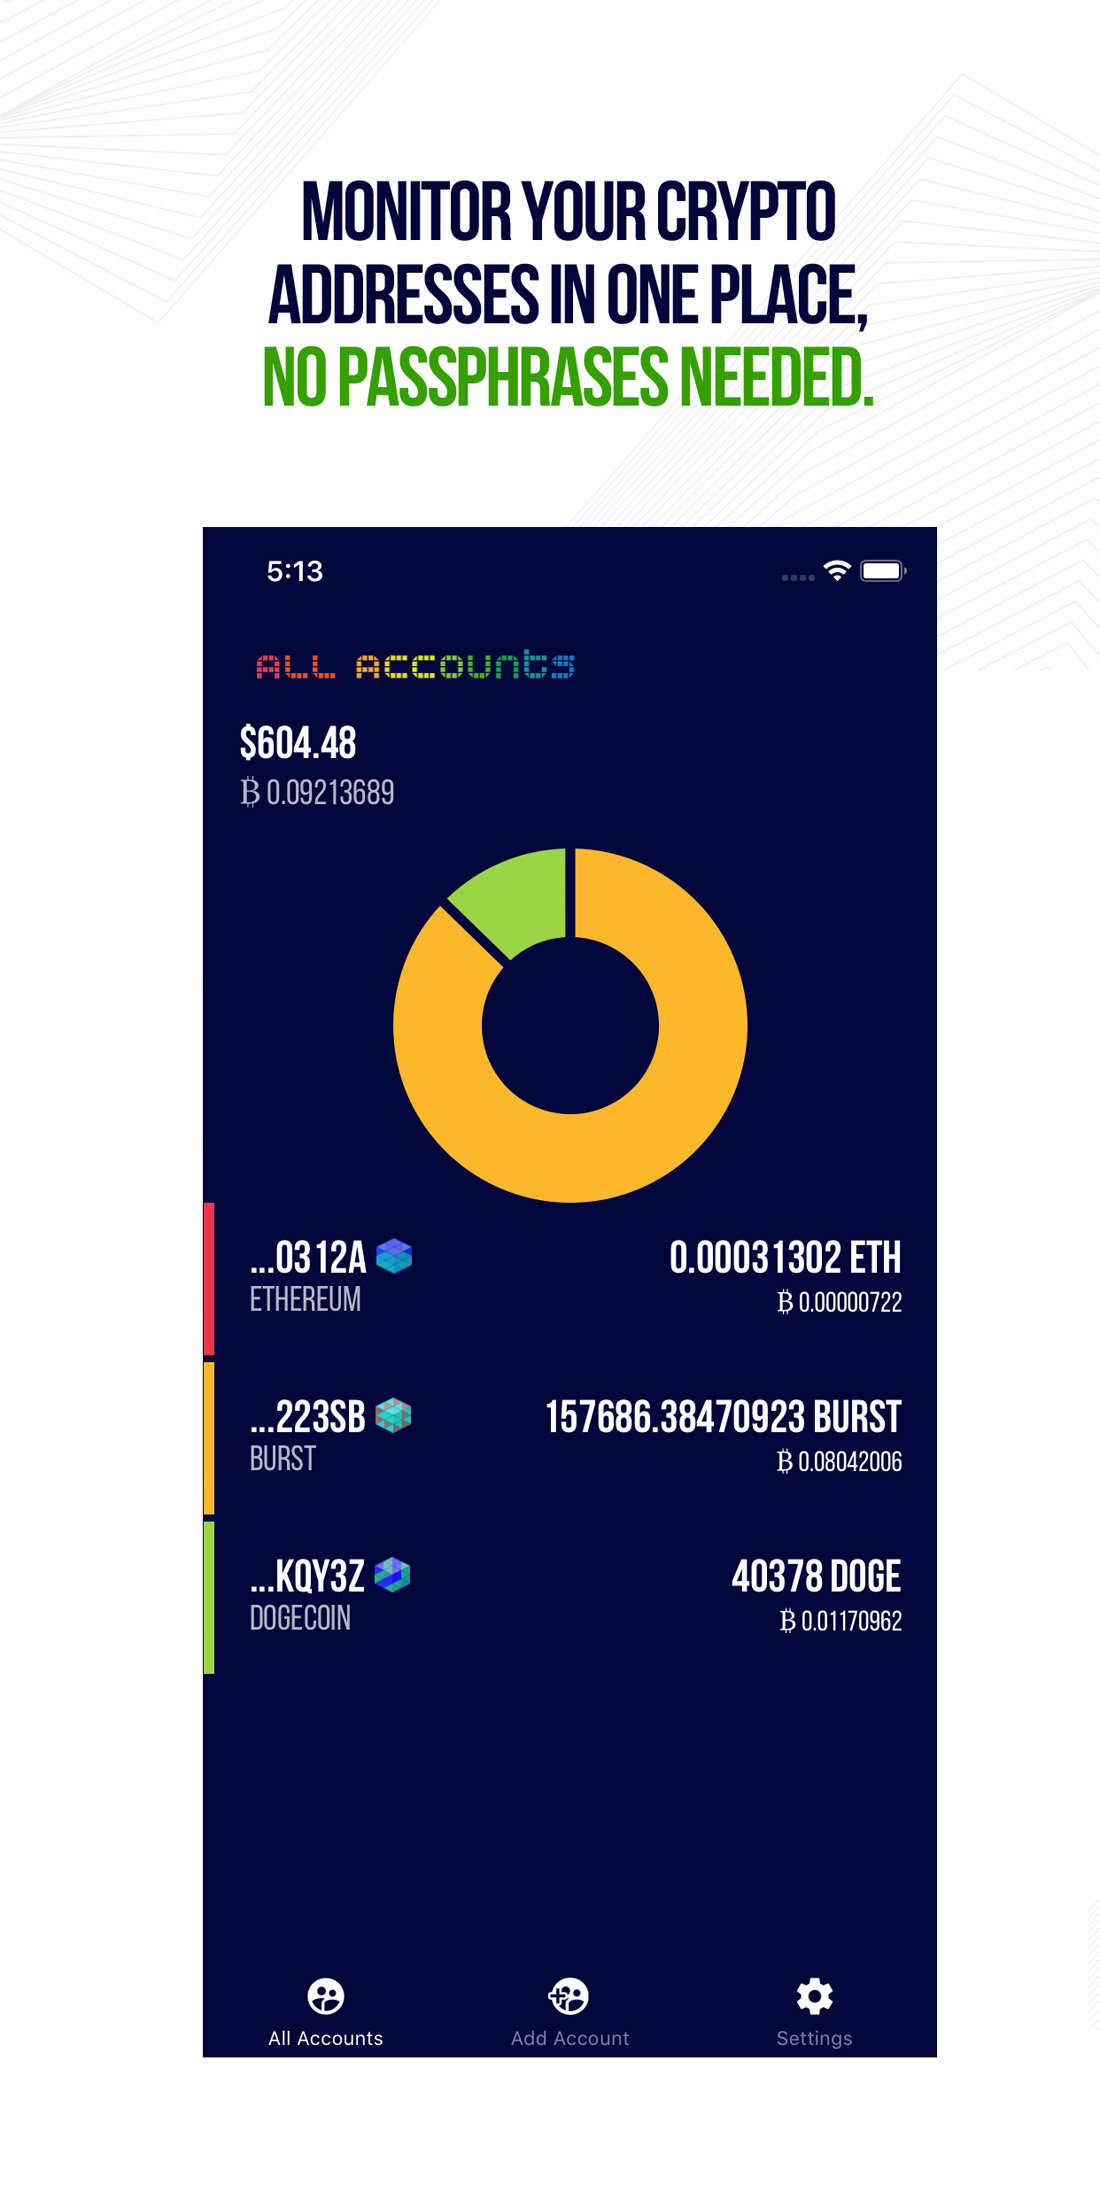 MONITOR YOUR CRYPTO
ADDRESSES IN ONE PLACE,
NO PASSPHRASES NEEDED.
5:13
ALL ACCOUNTS
$604.48
₿ 0.09213689
...0312A 0.00031302 ETH
ETHEREUM ₿ 0.00000722
...223SB 157686.38470923 BURST
BURST ₿ 0.08042006
...KQY3Z 40378 DOGE
DOGECOIN ₿ 0.01170962
All Accounts Add Account Settings